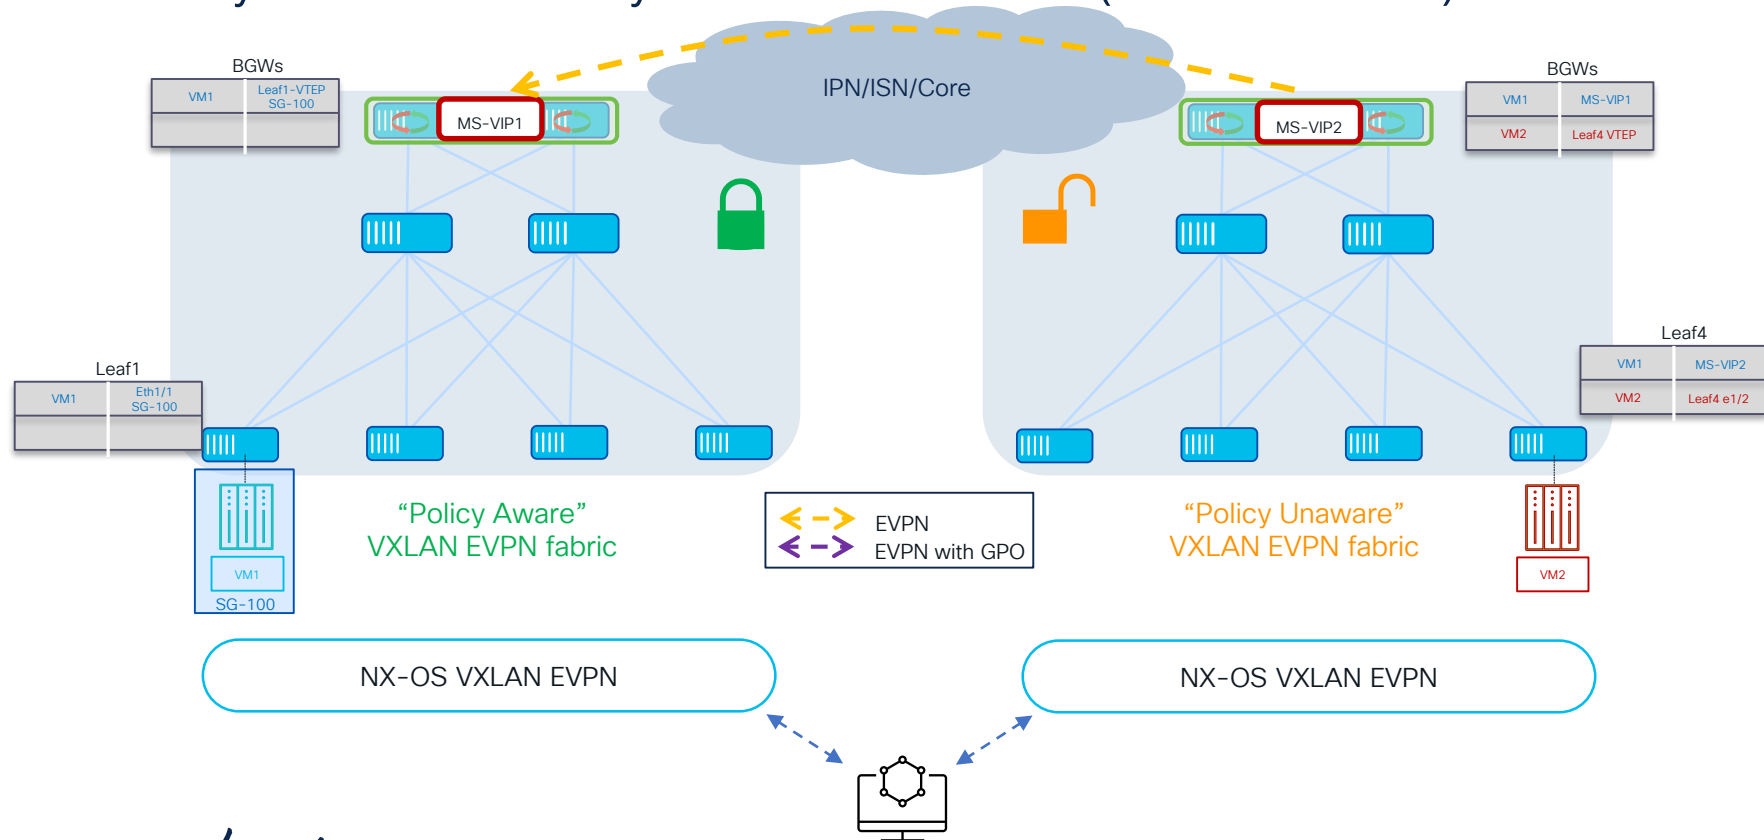 IPN/ISN/Core
BGWs
VM1
Leaf1-VTEP
SG-100
MS-VIP1
MS-VIP2
BGWs
VM1
MS-VIP1
VM2
Leaf4 VTEP
Leaf1
VM1
Eth1/1
SG-100
Leaf4
VM1
MS-VIP2
VM2
Leaf4 e1/2
VM1
SG-100
“Policy Aware”
VXLAN EVPN fabric
EVPN
EVPN with GPO
“Policy Unaware”
VXLAN EVPN fabric
VM2
NX-OS VXLAN EVPN
NX-OS VXLAN EVPN